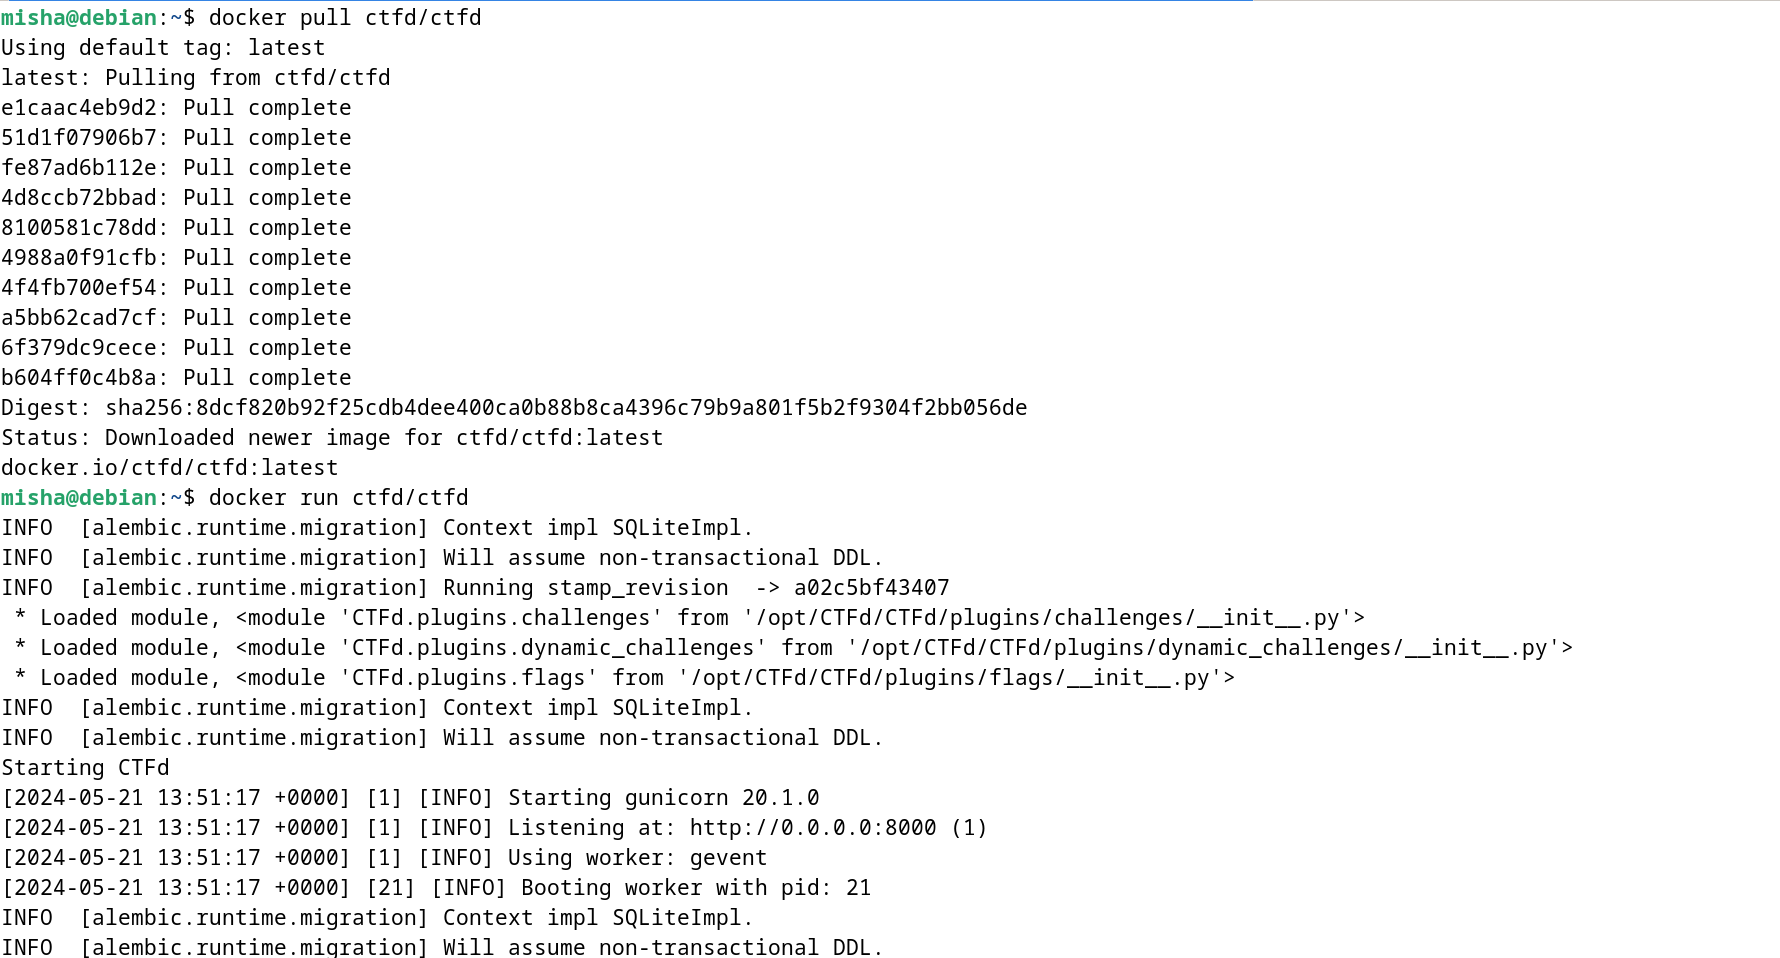 misha@debian:~$ docker pull ctfd/ctfd
Using default tag: latest
latest: Pulling from ctfd/ctfd
e1caac4eb9d2: Pull complete
51d1f07906b7: Pull complete
fe87ad6b112e: Pull complete
4d8ccb72bbad: Pull complete
8100581c78dd: Pull complete
4988a0f91cfb: Pull complete
4f4fb700ef54: Pull complete
a5bb62cad7cf: Pull complete
6f379dc9cece: Pull complete
b604ff0c4b8a: Pull complete
Digest: sha256:8dcf820b92f25cdb4dee400ca0b88b8ca4396c79b9a801f5b2f9304f2bb056de
Status: Downloaded newer image for ctfd/ctfd:latest
docker.io/ctfd/ctfd:latest
misha@debian:~$ docker run ctfd/ctfd
INFO  [alembic.runtime.migration] Context impl SQLiteImpl.
INFO  [alembic.runtime.migration] Will assume non-transactional DDL.
INFO  [alembic.runtime.migration] Running stamp_revision  -> a02c5bf43407
 * Loaded module, <module 'CTFd.plugins.challenges' from '/opt/CTFd/CTFd/plugins/challenges/__init__.py'>
 * Loaded module, <module 'CTFd.plugins.dynamic_challenges' from '/opt/CTFd/CTFd/plugins/dynamic_challenges/__init__.py'>
 * Loaded module, <module 'CTFd.plugins.flags' from '/opt/CTFd/CTFd/plugins/flags/__init__.py'>
INFO  [alembic.runtime.migration] Context impl SQLiteImpl.
INFO  [alembic.runtime.migration] Will assume non-transactional DDL.
Starting CTFd
[2024-05-21 13:51:17 +0000] [1] [INFO] Starting gunicorn 20.1.0
[2024-05-21 13:51:17 +0000] [1] [INFO] Listening at: http://0.0.0.0:8000 (1)
[2024-05-21 13:51:17 +0000] [1] [INFO] Using worker: gevent
[2024-05-21 13:51:17 +0000] [21] [INFO] Booting worker with pid: 21
INFO  [alembic.runtime.migration] Context impl SQLiteImpl.
INFO  [alembic.runtime.migration] Will assume non-transactional DDL.